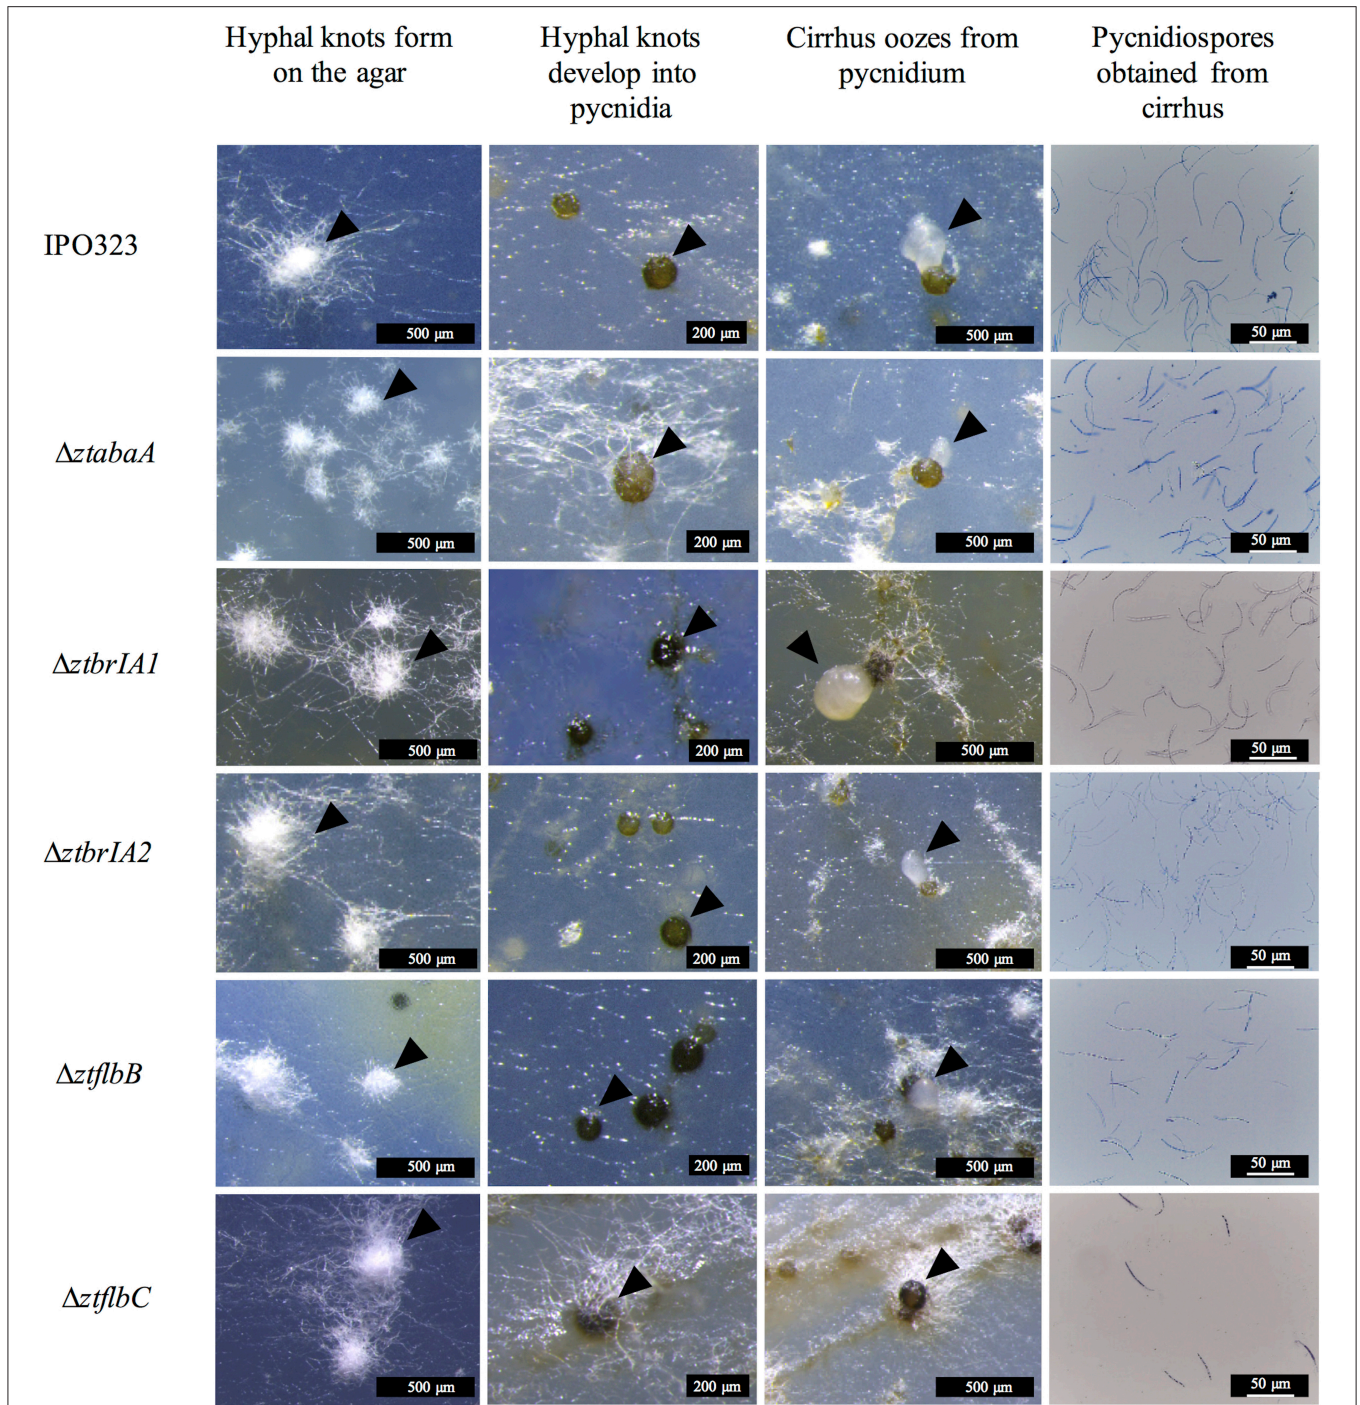 Hyphal knots form
on the agar
Hyphal knots
develop into
pycnidia
Cirrhus oozes from
pycnidium
Pycnidiospores
obtained from
cirrhus
IPO323
500 µm
200 µm
500 µm
50 µm
ΔztabaA
500 µm
200 µm
500 µm
50 µm
ΔztbrIA1
500 µm
200 µm
500 µm
50 µm
ΔztbrIA2
500 µm
200 µm
500 µm
50 µm
ΔztflbB
500 µm
200 µm
500 µm
50 µm
ΔztflbC
500 µm
200 µm
500 µm
50 µm